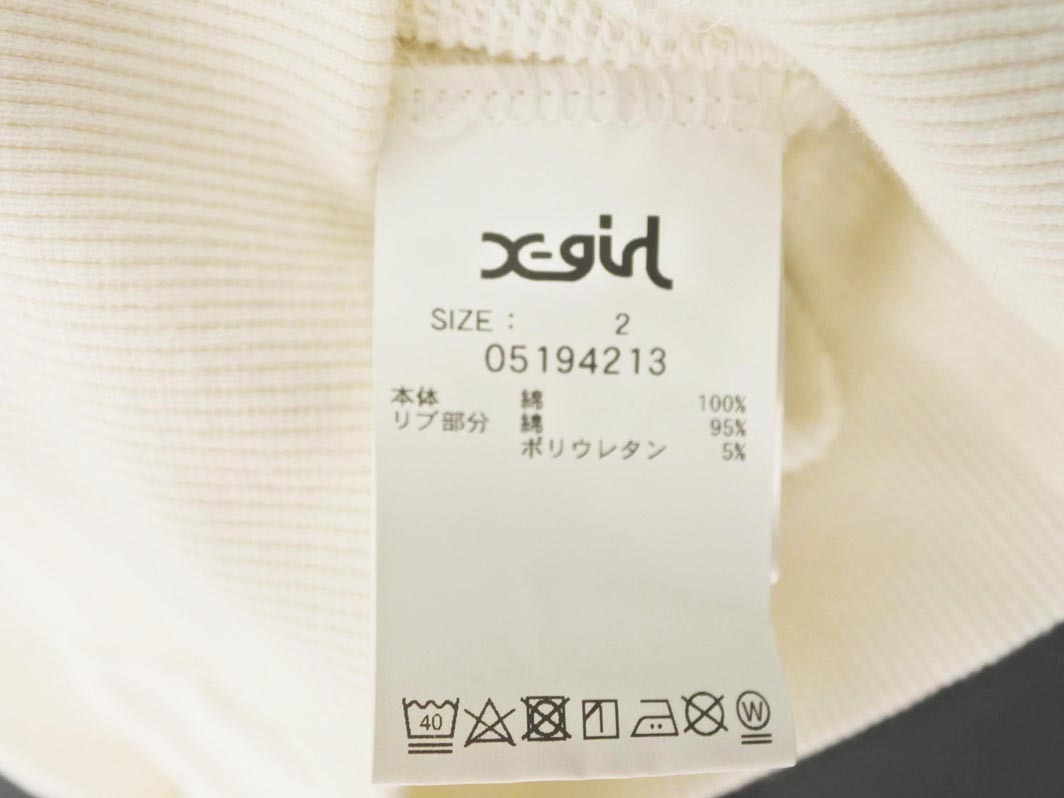 X-girl
SIZE : 2
05194213
本体 綿 100%
リブ部分 綿 95%
ポリウレタン 5%
40
W